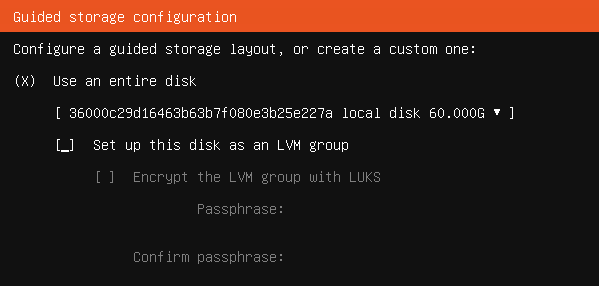 Guided storage configuration
Configure a guided storage layout, or create a custom one:
(X) Use an entire disk
[ 36000c29d16463b63b7f080e3b25e227a local disk 60.000G ▾ ]
[_] Set up this disk as an LVM group
[ ] Encrypt the LVM group with LUKS
Passphrase:
Confirm passphrase: